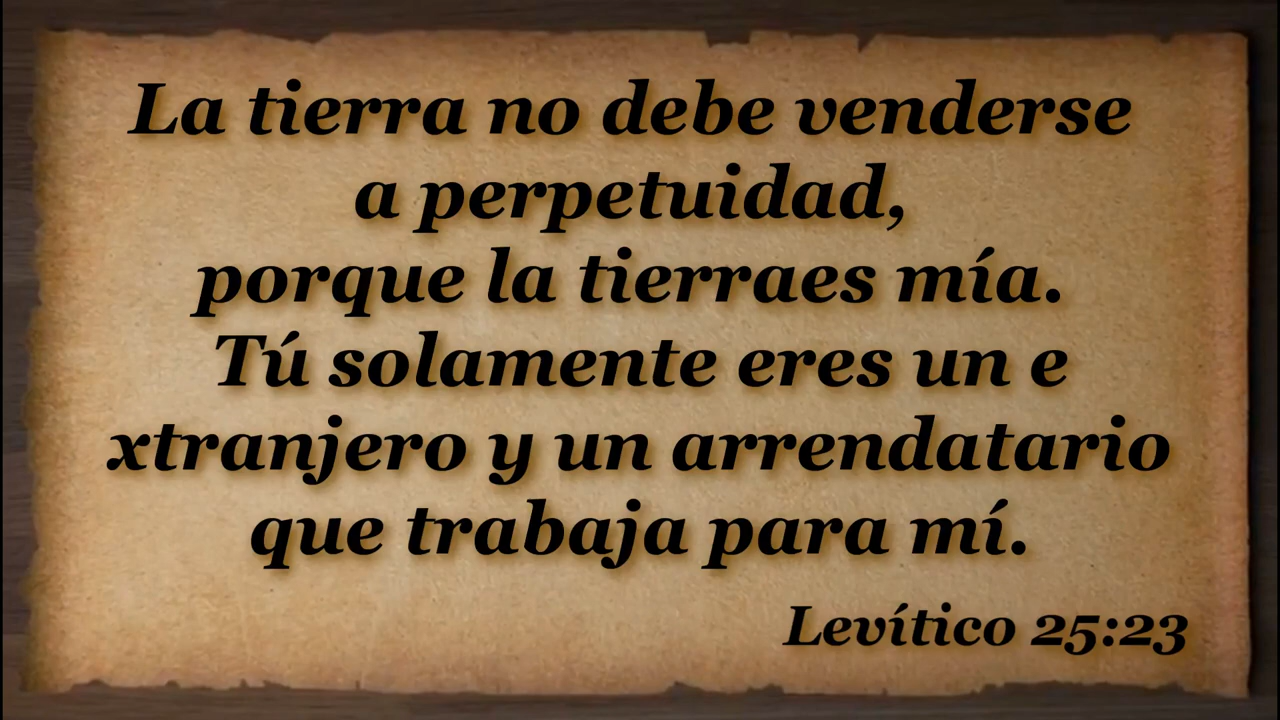 La tierra no debe venderse
a perpetuidad,
porque la tierraes mía.
Tú solamente eres un e
xtranjero y un arrendatario
que trabaja para mí.
Levítico 25:23